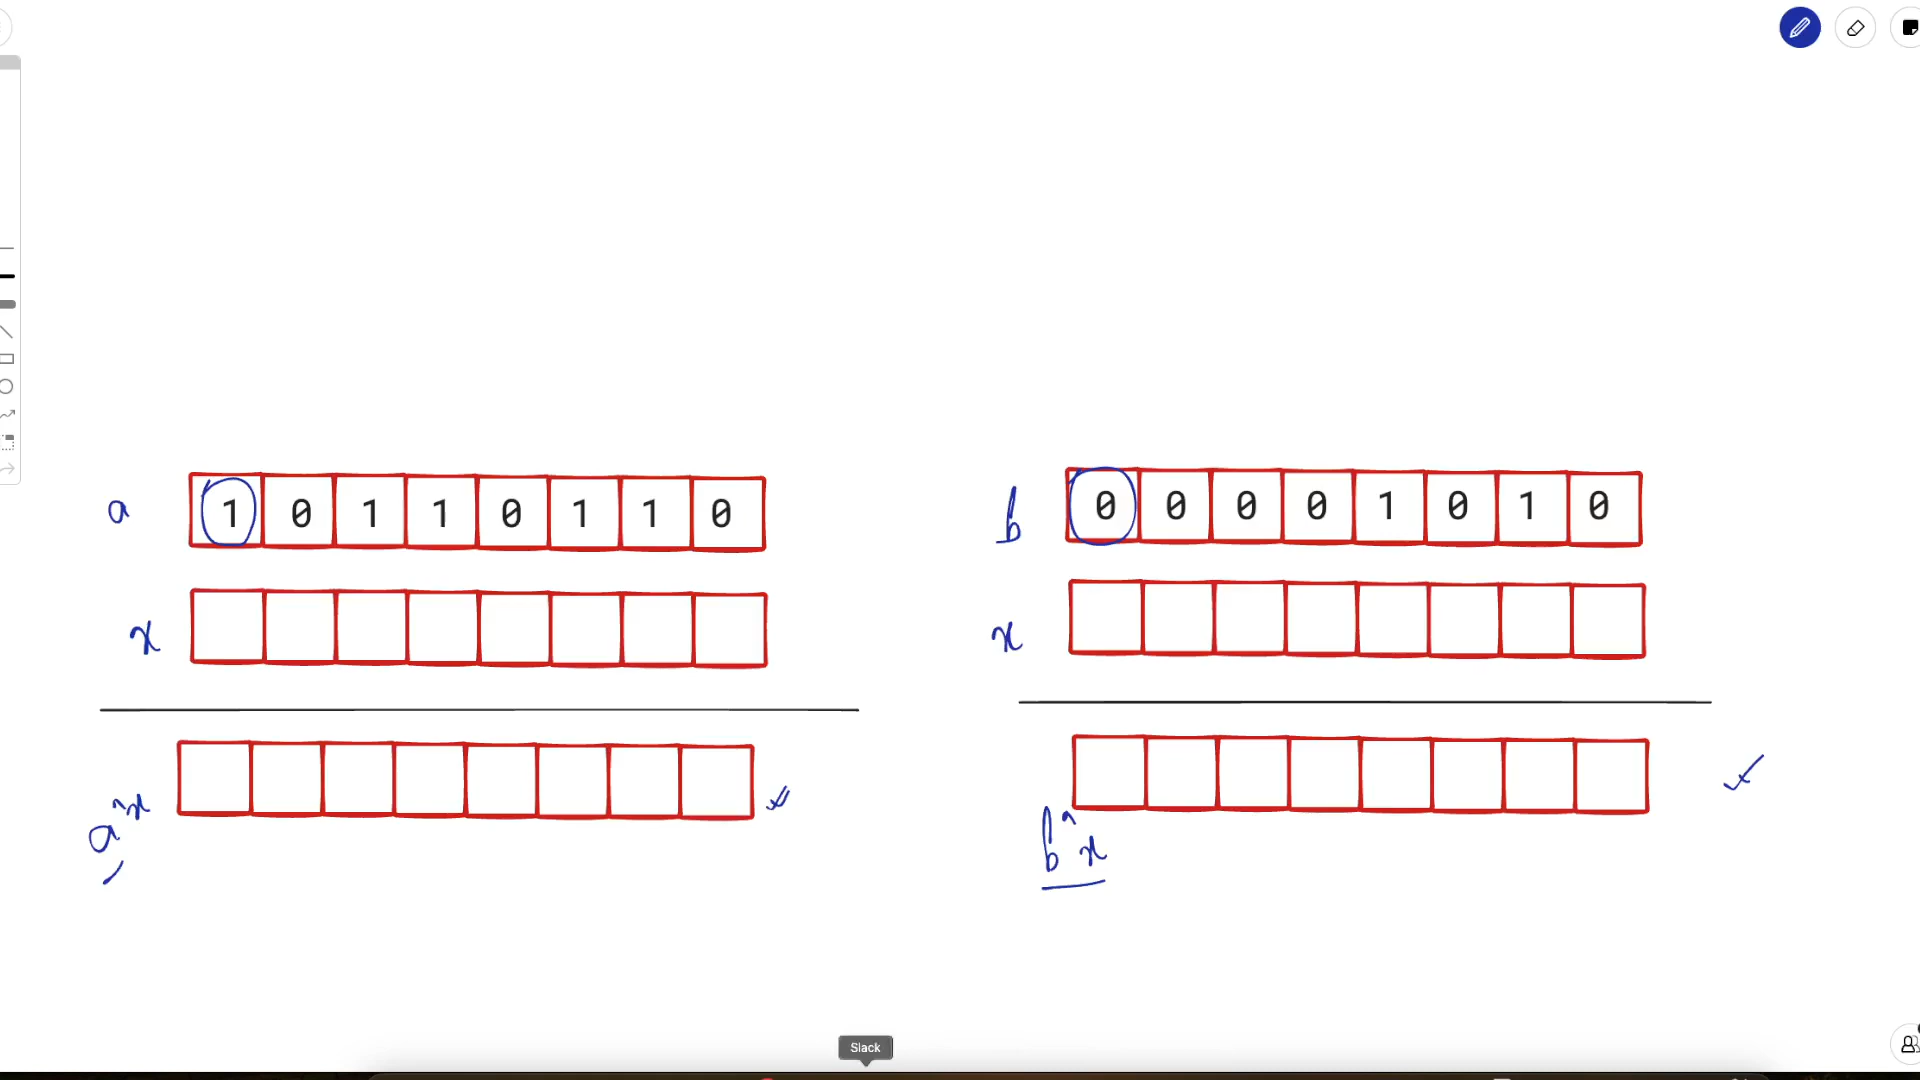 a 1 0 1 1 0 1 1 0
x
a^x
b 0 0 0 0 1 0 1 0
x
b^x
Slack